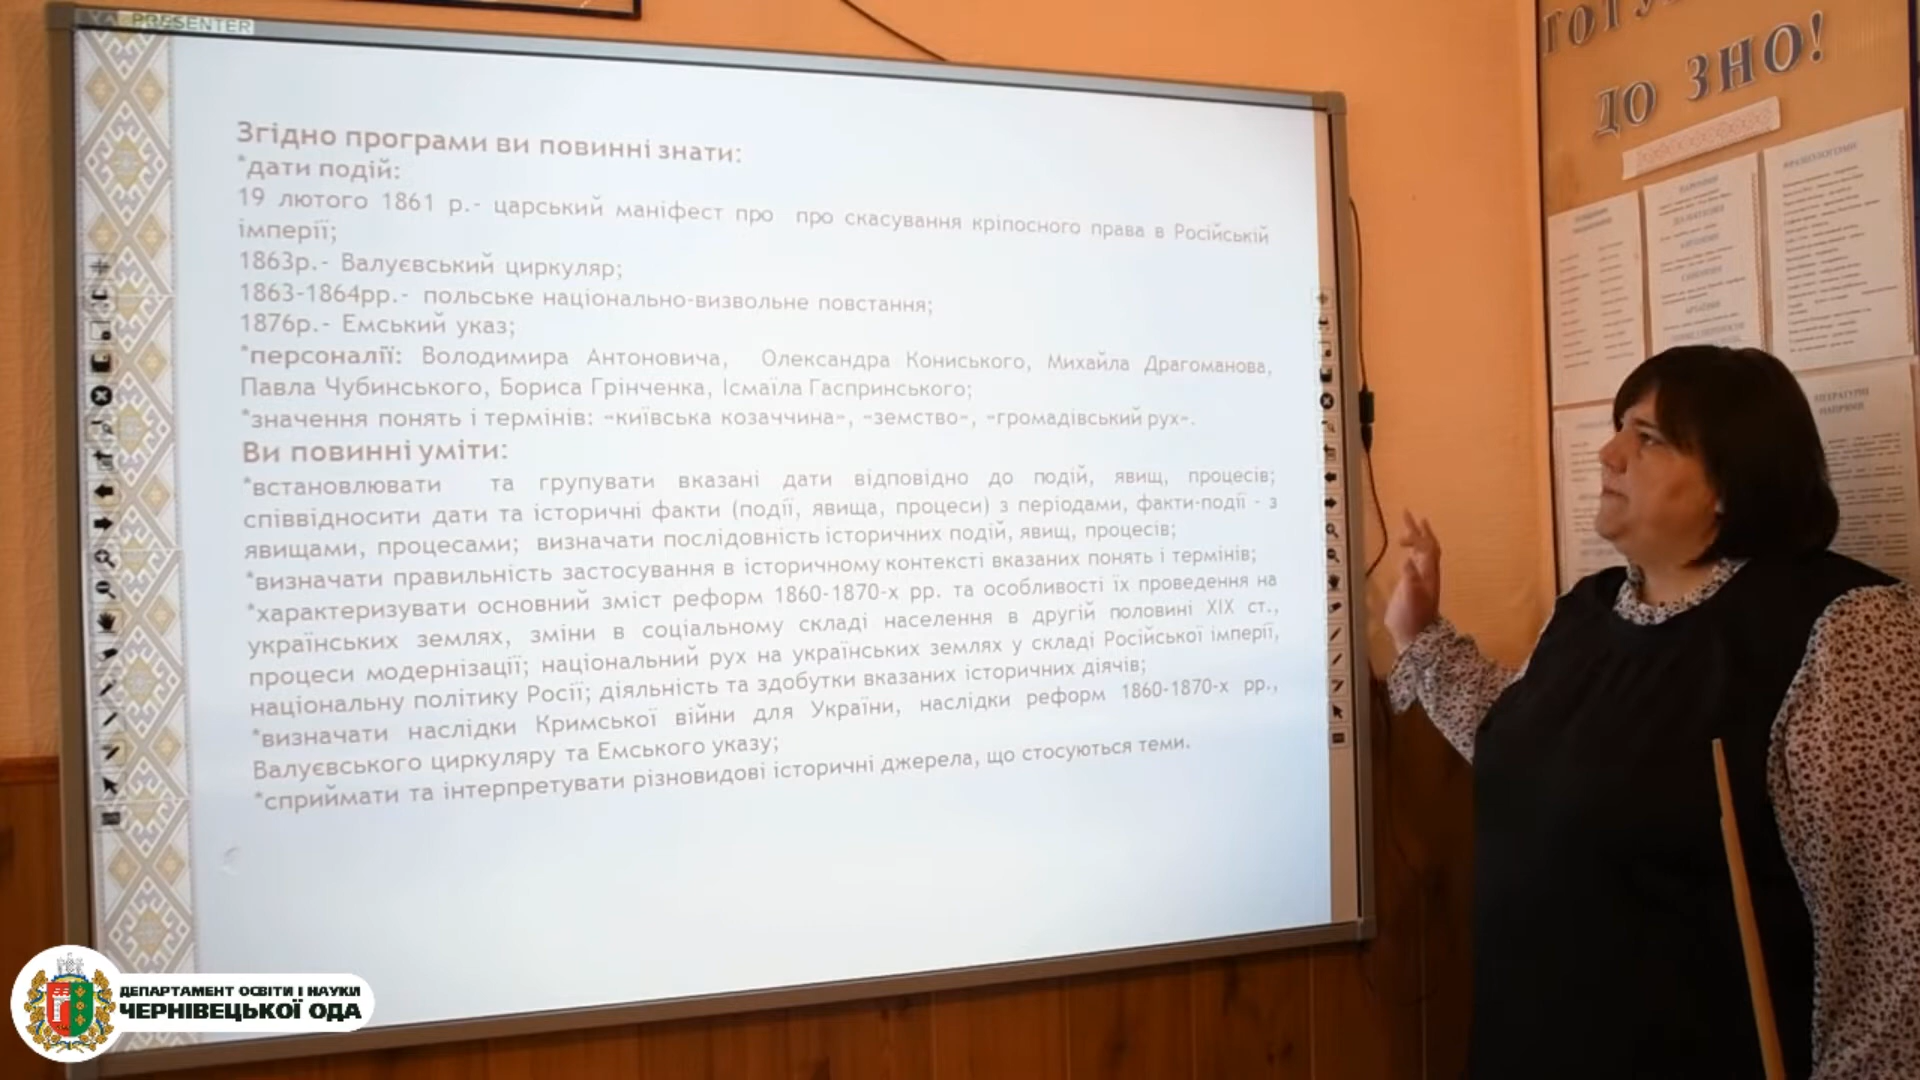 PRESENTER
Згідно програми ви повинні знати:
*дати подій:
19 лютого 1861 р.- царський маніфест про про скасування кріпосного права в Російській
імперії;
1863р.- Валуєвський циркуляр;
1863-1864рр.- польське національно-визвольне повстання;
1876р.- Емський указ;
*персоналії: Володимира Антоновича, Олександра Кониського, Михайла Драгоманова,
Павла Чубинського, Бориса Грінченка, Ісмаїла Гаспринського;
*значення понять і термінів: «київська козаччина», «земство», «громадівський рух».
Ви повинні уміти:
*встановлювати та групувати вказані дати відповідно до подій, явищ, процесів;
співвідносити дати та історичні факти (події, явища, процеси) з періодами, факти-події - з
явищами, процесами; визначати послідовність історичних подій, явищ, процесів;
*визначати правильність застосування в історичному контексті вказаних понять і термінів;
*характеризувати основний зміст реформ 1860-1870-х рр. та особливості їх проведення на
українських землях, зміни в соціальному складі населення в другій половині XIX ст.,
процеси модернізації; національний рух на українських землях у складі Російської імперії,
національну політику Росії; діяльність та здобутки вказаних історичних діячів;
*визначати наслідки Кримської війни для України, наслідки реформ 1860-1870-х рр.,
Валуєвського циркуляру та Емського указу;
*сприймати та інтерпретувати різновидові історичні джерела, що стосуються теми.
ДО ЗНО!
ФРАЗЕОЛОГІЗМИ
ДЕПАРТАМЕНТ ОСВІТИ І НАУКИ
ЧЕРНІВЕЦЬКОЇ ОДА